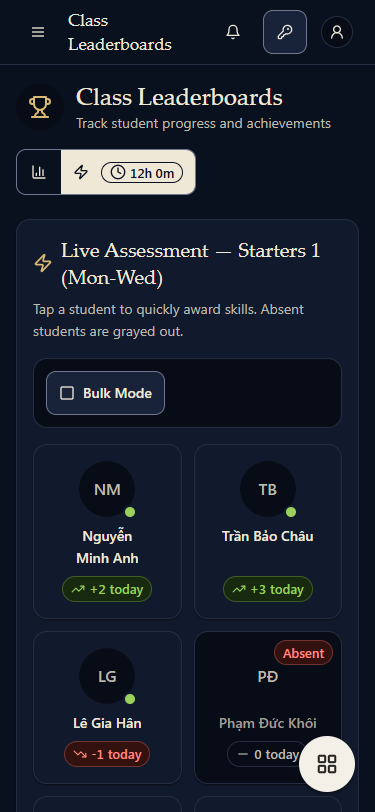 Class
Leaderboards
Class Leaderboards
Track student progress and achievements
12h 0m
Live Assessment — Starters 1
(Mon-Wed)
Tap a student to quickly award skills. Absent
students are grayed out.
Bulk Mode
NM
Nguyễn
Minh Anh
+2 today
TB
Trần Bảo Châu
+3 today
LG
Lê Gia Hân
-1 today
Absent
PĐ
Phạm Đức Khôi
0 today